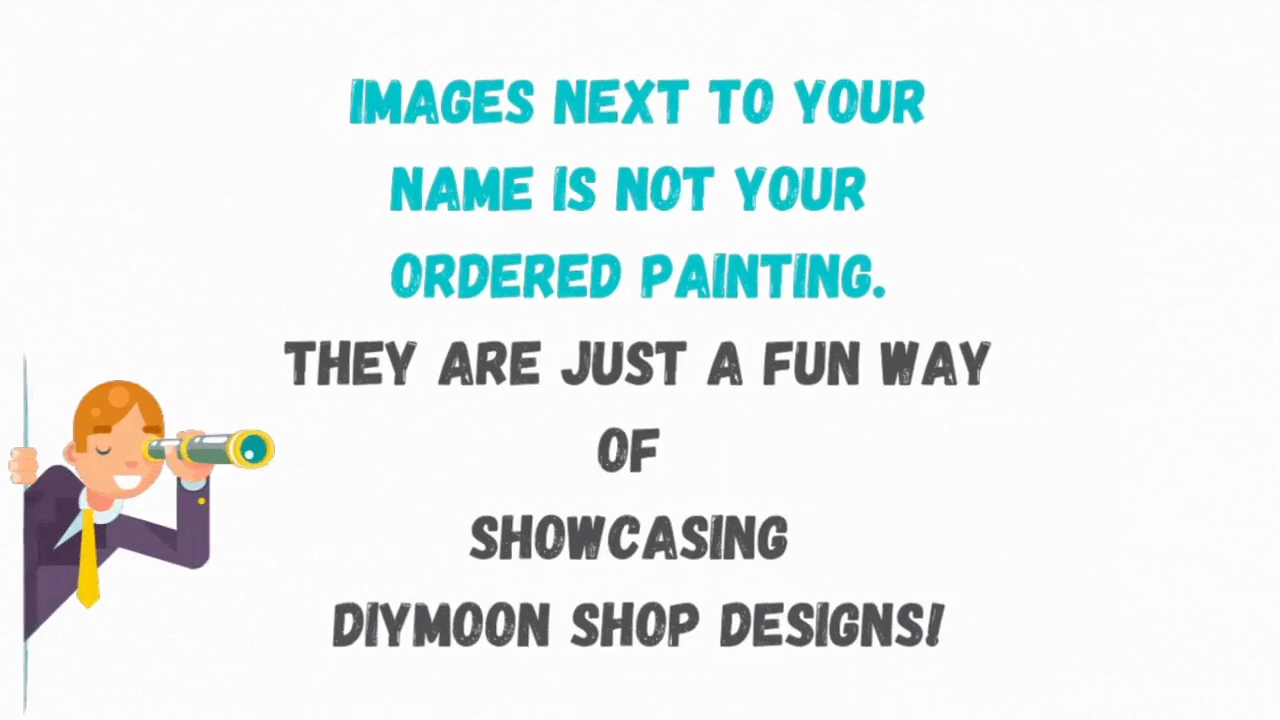 IMAGES NEXT TO YOUR
NAME IS NOT YOUR
ORDERED PAINTING.
THEY ARE JUST A FUN WAY
OF
SHOWCASING
DIYMOON SHOP DESIGNS!